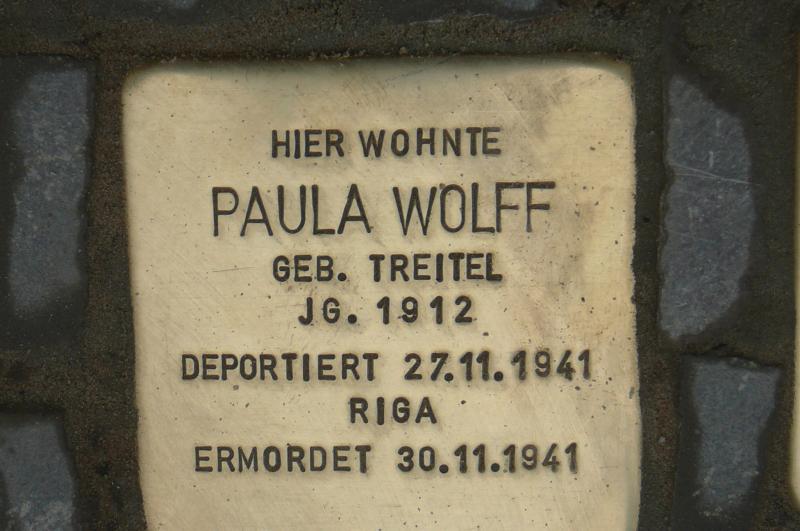 HIER WOHNTE
PAULA WOLFF
GEB. TREITEL
JG. 1912
DEPORTIERT 27.11.1941
RIGA
ERMORDET 30.11.1941